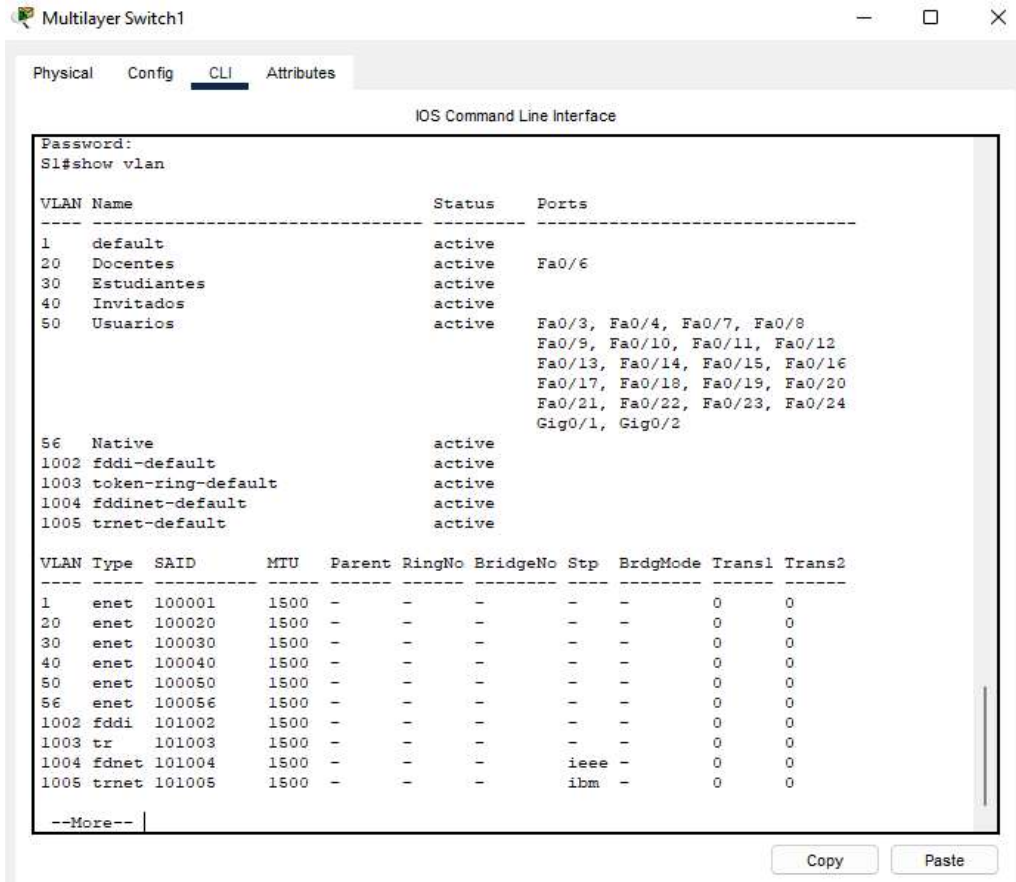 Multilayer Switch1
Physical Config CLI Attributes
IOS Command Line Interface
Password:
S1#show vlan
VLAN Name                             Status    Ports
---- -------------------------------- --------- -------------------------------
1    default                          active
20   Docentes                         active    Fa0/6
30   Estudiantes                      active
40   Invitados                        active
50   Usuarios                         active    Fa0/3, Fa0/4, Fa0/7, Fa0/8
                                                Fa0/9, Fa0/10, Fa0/11, Fa0/12
                                                Fa0/13, Fa0/14, Fa0/15, Fa0/16
                                                Fa0/17, Fa0/18, Fa0/19, Fa0/20
                                                Fa0/21, Fa0/22, Fa0/23, Fa0/24
                                                Gig0/1, Gig0/2
56   Native                           active
1002 fddi-default                     active
1003 token-ring-default               active
1004 fddinet-default                  active
1005 trnet-default                    active
VLAN Type  SAID       MTU   Parent RingNo BridgeNo Stp  BrdgMode Trans1 Trans2
---- ----- ---------- ----- ------ ------ -------- ---- -------- ------ ------
1    enet  100001     1500  -      -      -        -    -        0      0
20   enet  100020     1500  -      -      -        -    -        0      0
30   enet  100030     1500  -      -      -        -    -        0      0
40   enet  100040     1500  -      -      -        -    -        0      0
50   enet  100050     1500  -      -      -        -    -        0      0
56   enet  100056     1500  -      -      -        -    -        0      0
1002 fddi  101002     1500  -      -      -        -    -        0      0
1003 tr    101003     1500  -      -      -        -    -        0      0
1004 fdnet 101004     1500  -      -      -        ieee -        0      0
1005 trnet 101005     1500  -      -      -        ibm  -        0      0
--More--
Copy Paste